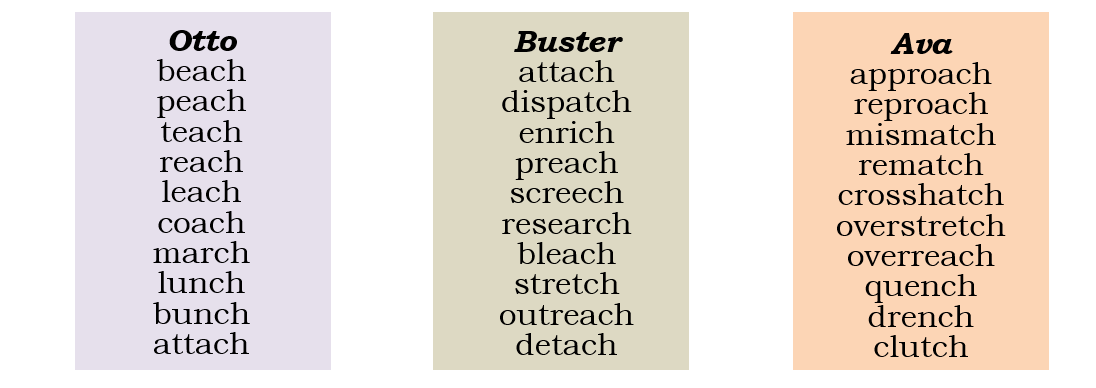 Otto
beach
peach
teach
reach
leach
coach
march
lunch
bunch
attach
Buster
attach
dispatch
enrich
preach
screech
research
bleach
stretch
outreach
detach
Ava
approach
reproach
mismatch
rematch
crosshatch
overstretch
overreach
quench
drench
clutch